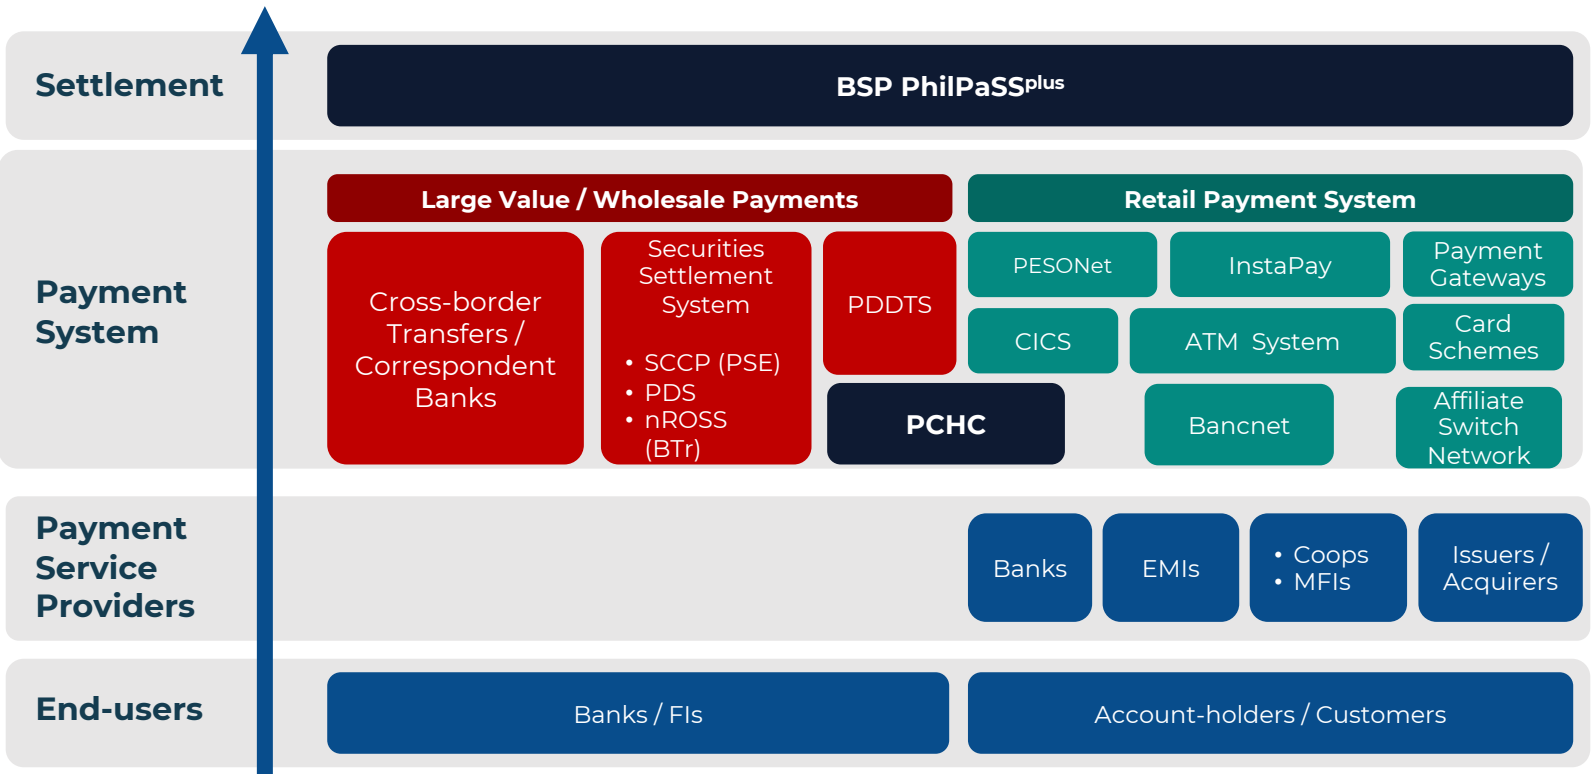 Settlement
BSP PhilPaSSplus
Payment
System
Large Value / Wholesale Payments
Retail Payment System
Cross-border
Transfers /
Correspondent
Banks
Securities
Settlement
System
• SCCP (PSE)
• PDS
• nROSS
(BTr)
PDDTS
PCHC
PESONet
InstaPay
Payment
Gateways
CICS
ATM System
Card
Schemes
Bancnet
Affiliate
Switch
Network
Payment
Service
Providers
Banks
EMIs
• Coops
• MFIs
Issuers /
Acquirers
End-users
Banks / FIs
Account-holders / Customers